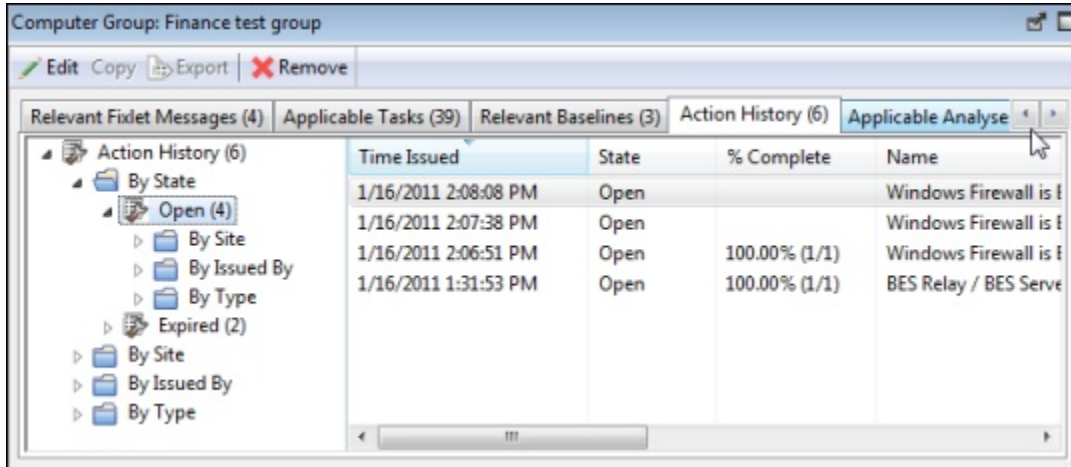 Computer Group: Finance test group
Edit Copy Export Remove
Relevant Fixlet Messages (4) Applicable Tasks (39) Relevant Baselines (3) Action History (6) Applicable Analyse
Action History (6)
By State
Open (4)
By Site
By Issued By
By Type
Expired (2)
By Site
By Issued By
By Type
Time Issued State % Complete Name
1/16/2011 2:08:08 PM Open Windows Firewall is
1/16/2011 2:07:38 PM Open Windows Firewall is
1/16/2011 2:06:51 PM Open 100.00% (1/1) Windows Firewall is
1/16/2011 1:31:53 PM Open 100.00% (1/1) BES Relay / BES Serve